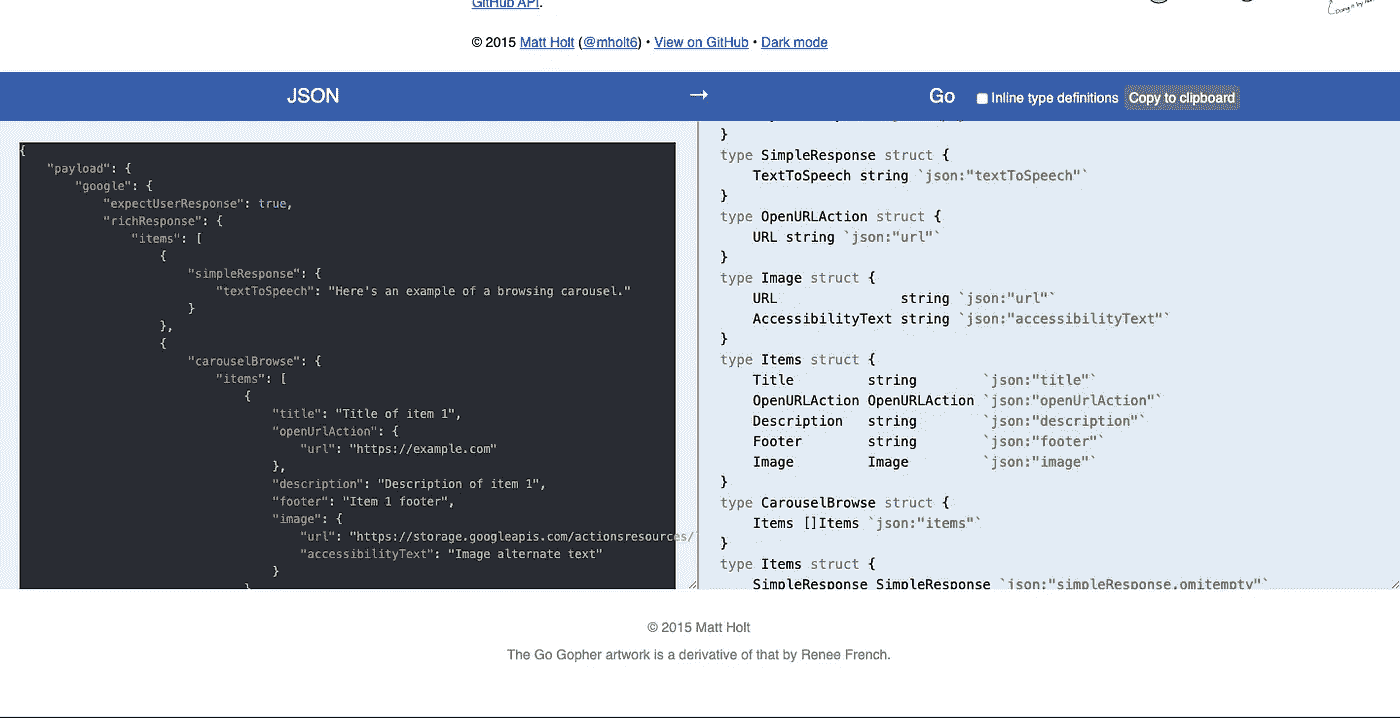 GitHub API.
© 2015 Matt Holt (@mholt6) • View on GitHub • Dark mode
JSON → Go Inline type definitions Copy to clipboard
{
    "payload": {
        "google": {
            "expectUserResponse": true,
            "richResponse": {
                "items": [
                    {
                        "simpleResponse": {
                            "textToSpeech": "Here's an example of a browsing carousel."
                        }
                    },
                    {
                        "carouselBrowse": {
                            "items": [
                                {
                                    "title": "Title of item 1",
                                    "openUrlAction": {
                                        "url": "https://example.com"
                                    },
                                    "description": "Description of item 1",
                                    "footer": "Item 1 footer",
                                    "image": {
                                        "url": "https://storage.googleapis.com/actionsresources/
                                        "accessibilityText": "Image alternate text"
                                    }
                                }
}
type SimpleResponse struct {
    TextToSpeech string `json:"textToSpeech"`
}
type OpenURLAction struct {
    URL string `json:"url"`
}
type Image struct {
    URL               string `json:"url"`
    AccessibilityText string `json:"accessibilityText"`
}
type Items struct {
    Title         string        `json:"title"`
    OpenURLAction OpenURLAction `json:"openUrlAction"`
    Description   string        `json:"description"`
    Footer        string        `json:"footer"`
    Image         Image         `json:"image"`
}
type CarouselBrowse struct {
    Items []Items `json:"items"`
}
type Items struct {
    SimpleResponse SimpleResponse `json:"simpleResponse,omitempty"`
© 2015 Matt Holt
The Go Gopher artwork is a derivative of that by Renee French.